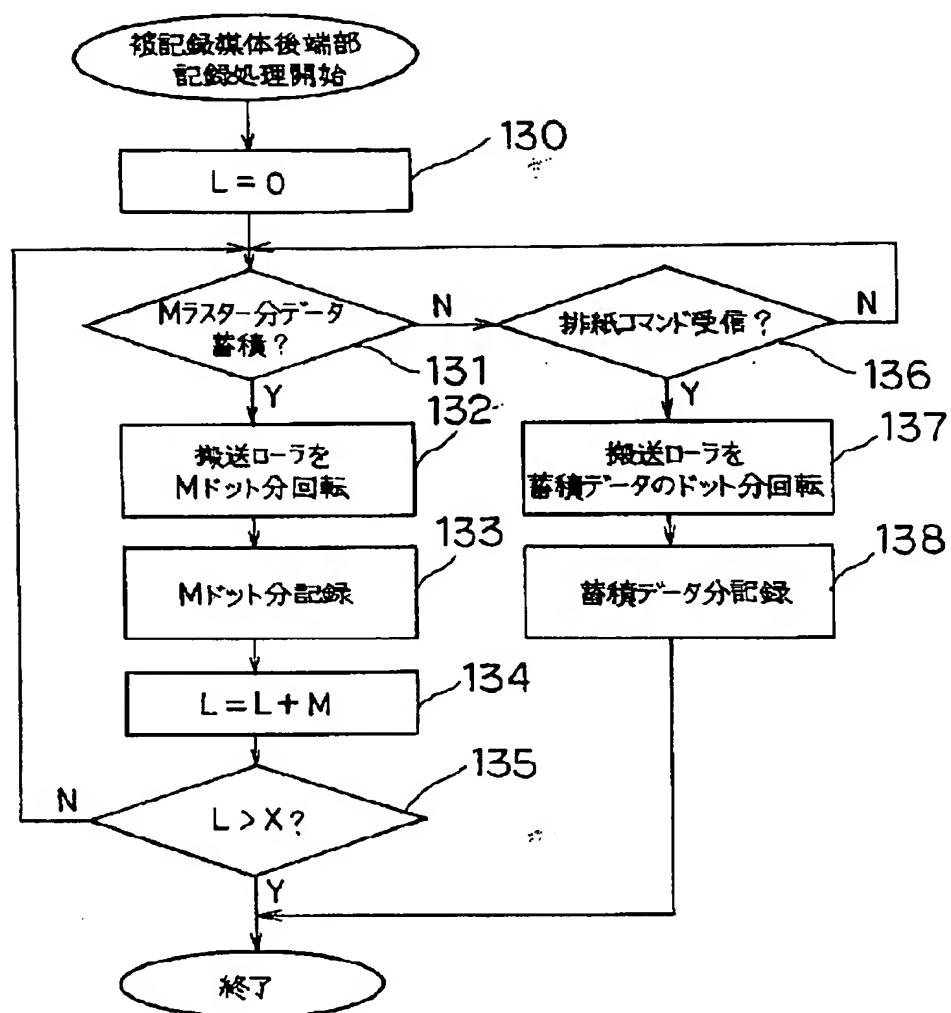 被記録媒体後端部
記録処理開始
130
L=0
Mラスター分データ
蓄積?
N
131
Y
排紙コマンド受信?
N
136
Y
132
搬送ローラを
Mドット分回転
137
搬送ローラを
蓄積データのドット分回転
133
Mドット分記録
138
蓄積データ分記録
134
L=L+M
135
N
L>X?
Y
終了